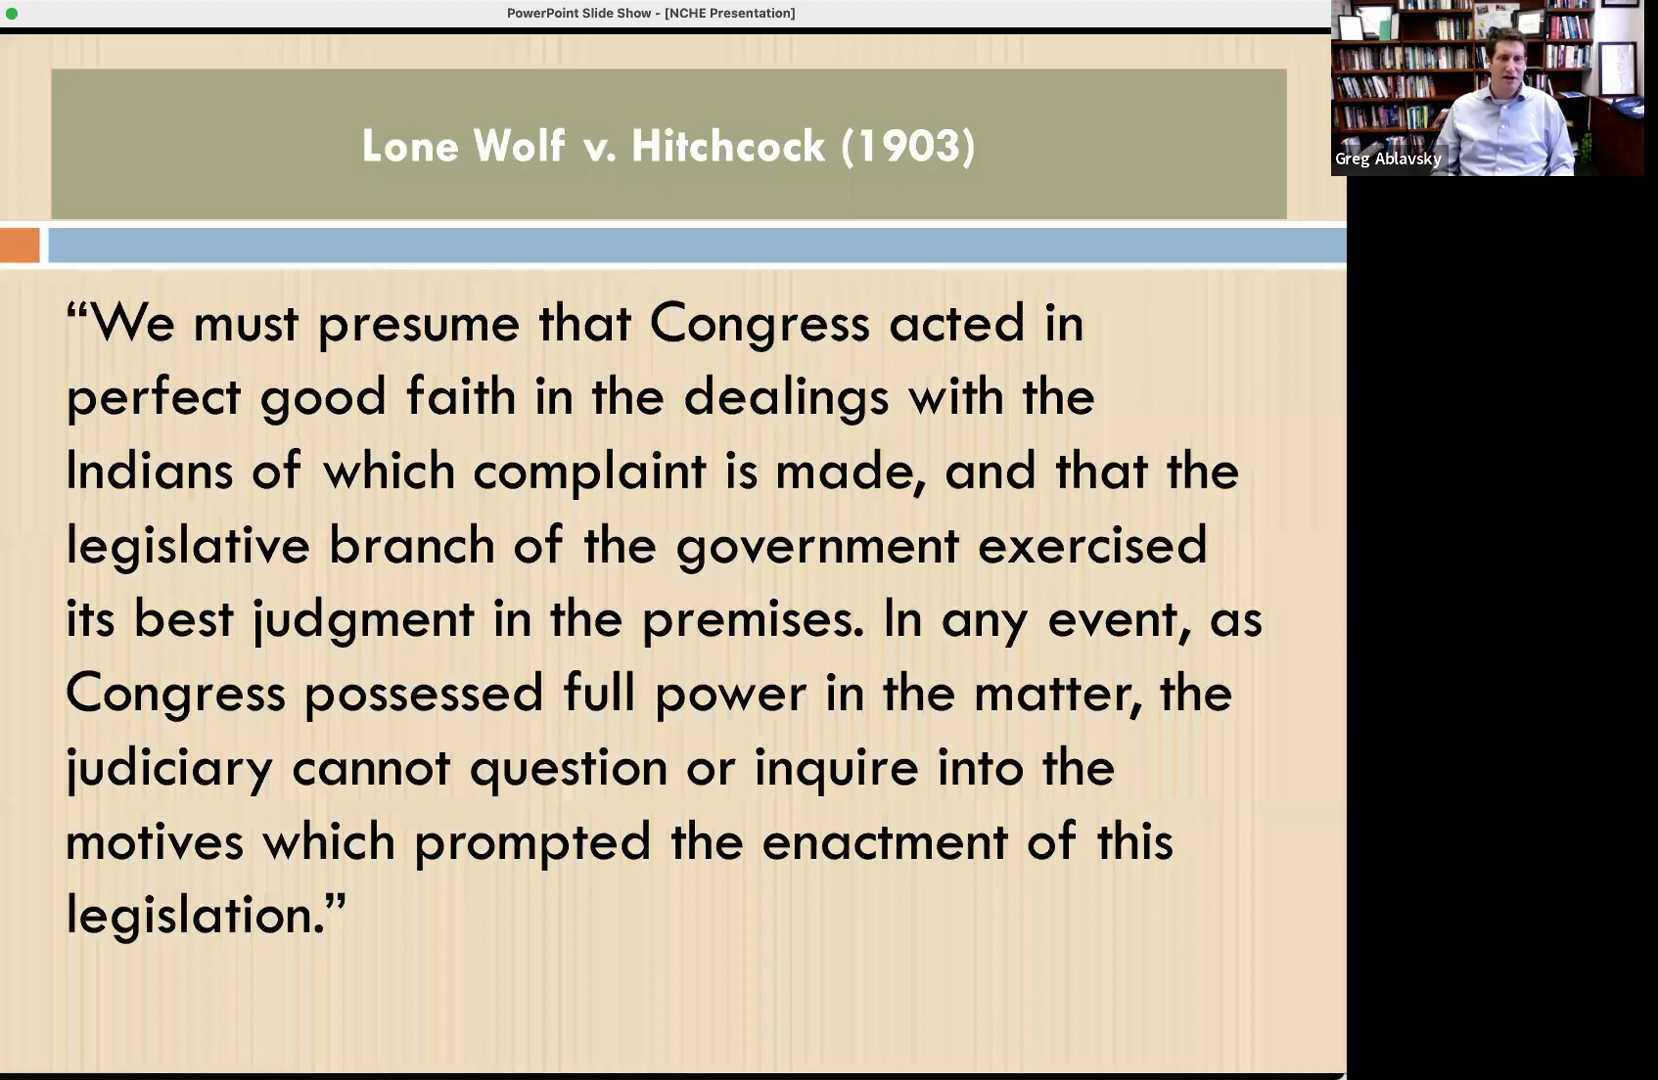 PowerPoint Slide Show - [NCHE Presentation]
Lone Wolf v. Hitchcock (1903)
Greg Ablavsky
“We must presume that Congress acted in
perfect good faith in the dealings with the
Indians of which complaint is made, and that the
legislative branch of the government exercised
its best judgment in the premises. In any event, as
Congress possessed full power in the matter, the
judiciary cannot question or inquire into the
motives which prompted the enactment of this
legislation.”